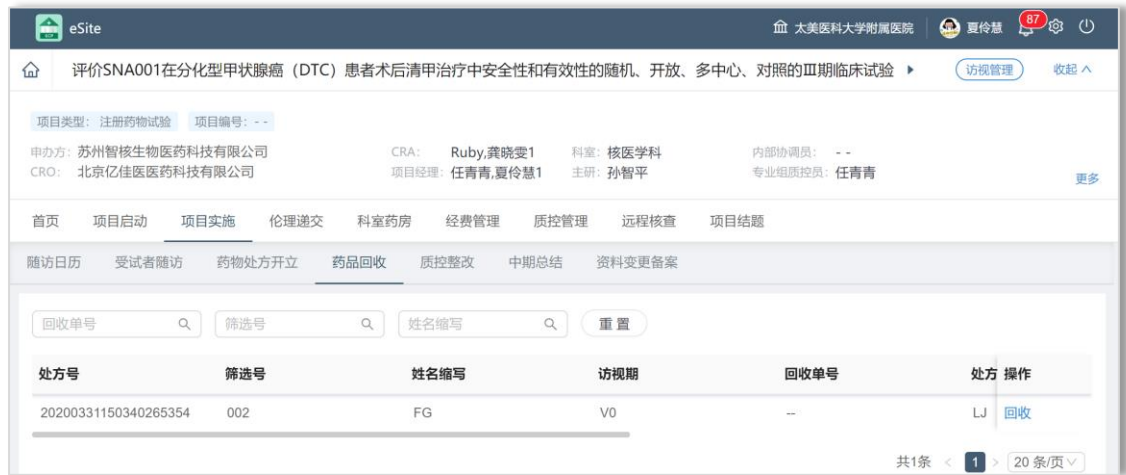 eSite 太美医科大学附属医院 夏伶慧 87
评价SNA001在分化型甲状腺癌（DTC）患者术后清甲治疗中安全性和有效性的随机、开放、多中心、对照的III期临床试验 访视管理 收起
项目类型: 注册药物试验 项目编号: - -
申办方: 苏州智核生物医药科技有限公司 CRA: Ruby,龚晓雯1 科室: 核医学科 内部协调员: - -
CRO: 北京亿佳医医药科技有限公司 项目经理: 任青青,夏伶慧1 主研: 孙智平 专业组质控员: 任青青 更多
首页 项目启动 项目实施 伦理递交 科室药房 经费管理 质控管理 远程核查 项目结题
随访日历 受试者随访 药物处方开立 药品回收 质控整改 中期总结 资料变更备案
回收单号 筛选号 姓名缩写 重置
处方号 筛选号 姓名缩写 访视期 回收单号 处方 操作
20200331150340265354 002 FG V0 -- LJ 回收
共1条 < 1 > 20 条/页